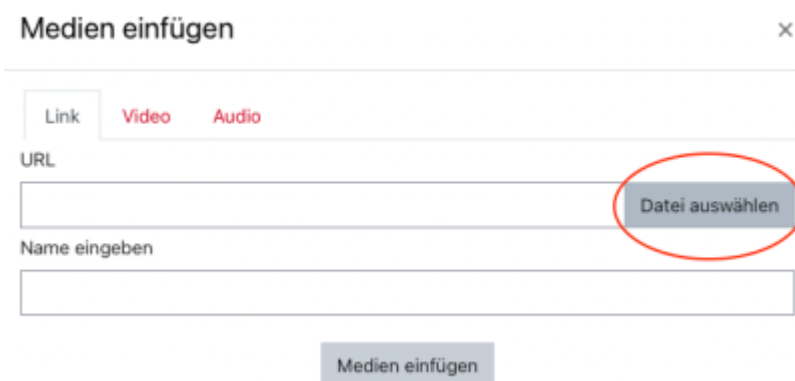 Medien einfügen
×
Link Video Audio
URL
Datei auswählen
Name eingeben
Medien einfügen